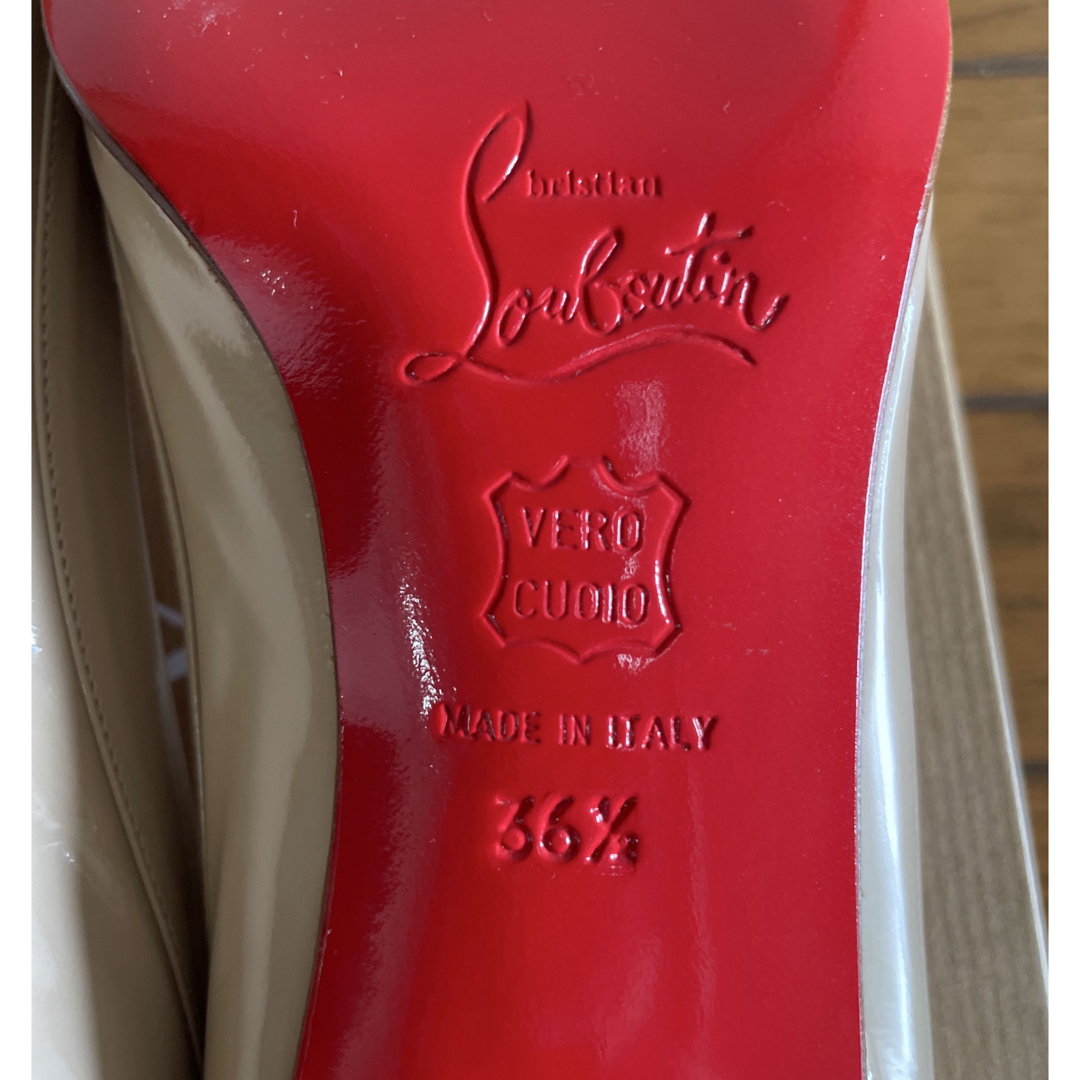 Christian
Louboutin
VERO
CUOIO
MADE IN ITALY
36½